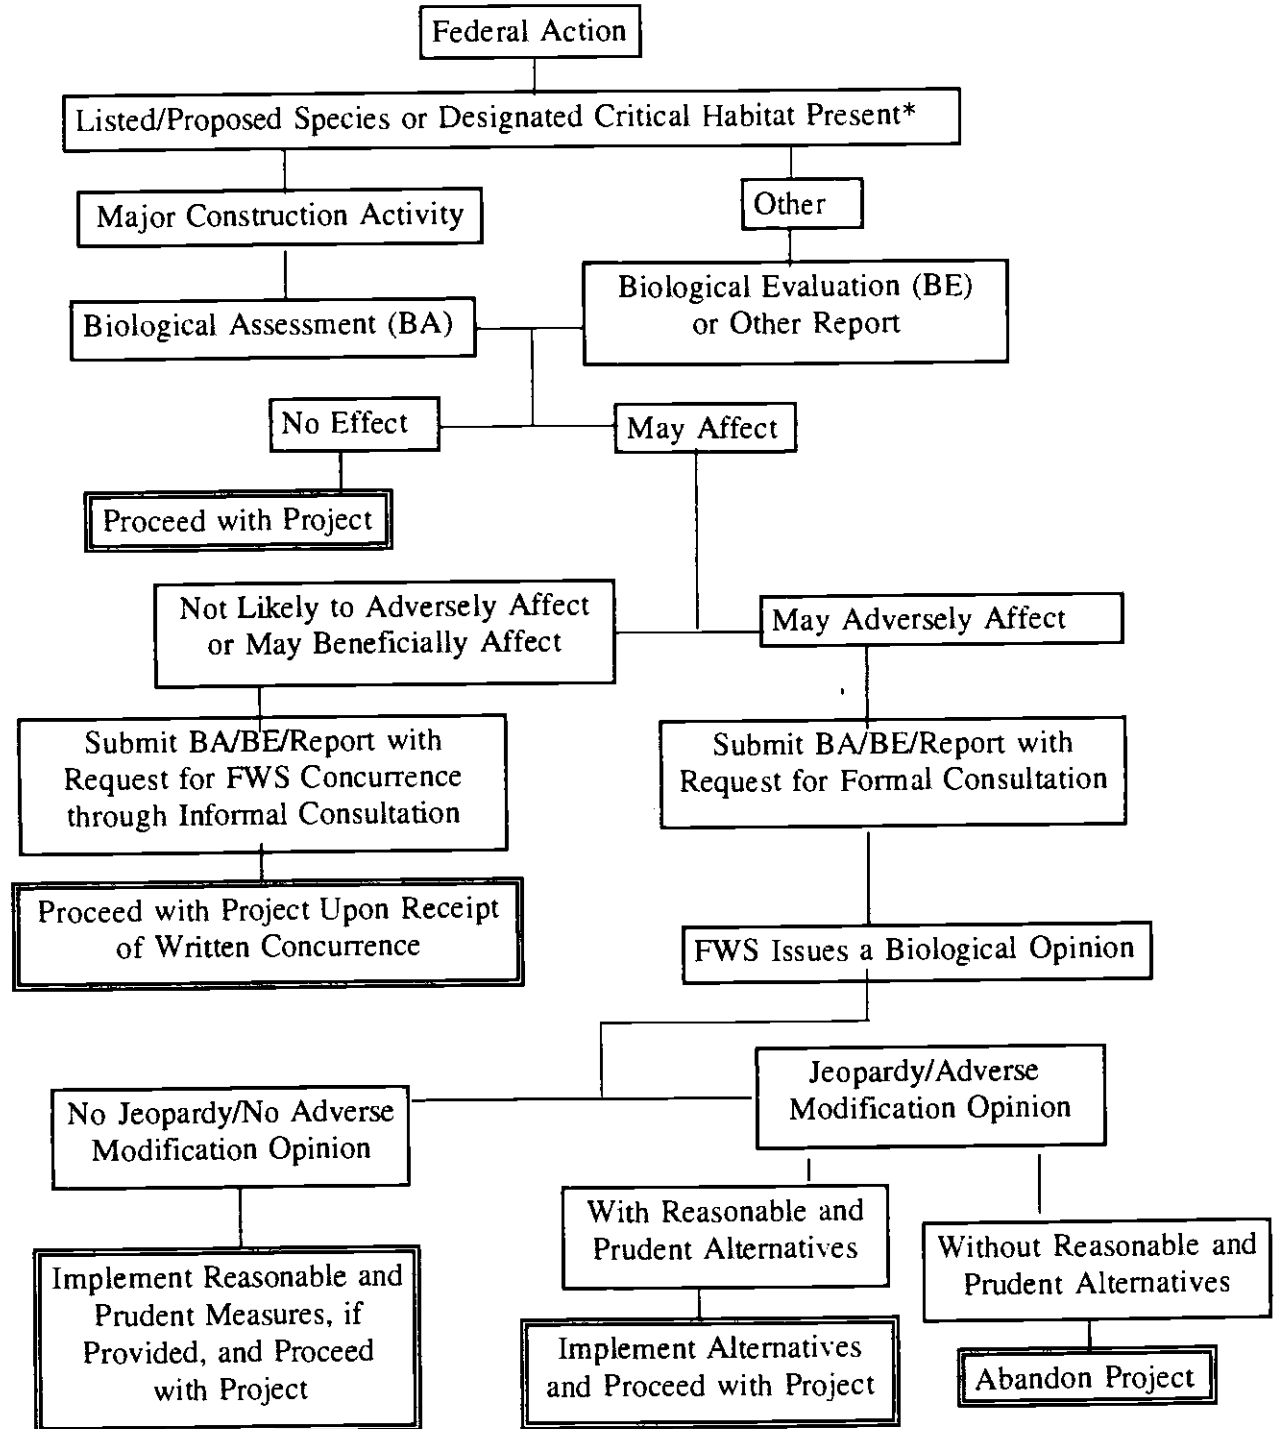 Federal Action
Listed/Proposed Species or Designated Critical Habitat Present*
Major Construction Activity
Other
Biological Assessment (BA)
Biological Evaluation (BE)
or Other Report
No Effect
May Affect
Proceed with Project
Not Likely to Adversely Affect
or May Beneficially Affect
May Adversely Affect
Submit BA/BE/Report with
Request for FWS Concurrence
through Informal Consultation
Submit BA/BE/Report with
Request for Formal Consultation
Proceed with Project Upon Receipt
of Written Concurrence
FWS Issues a Biological Opinion
No Jeopardy/No Adverse
Modification Opinion
Jeopardy/Adverse
Modification Opinion
With Reasonable and
Prudent Alternatives
Without Reasonable and
Prudent Alternatives
Implement Reasonable and
Prudent Measures, if
Provided, and Proceed
with Project
Implement Alternatives
and Proceed with Project
Abandon Project